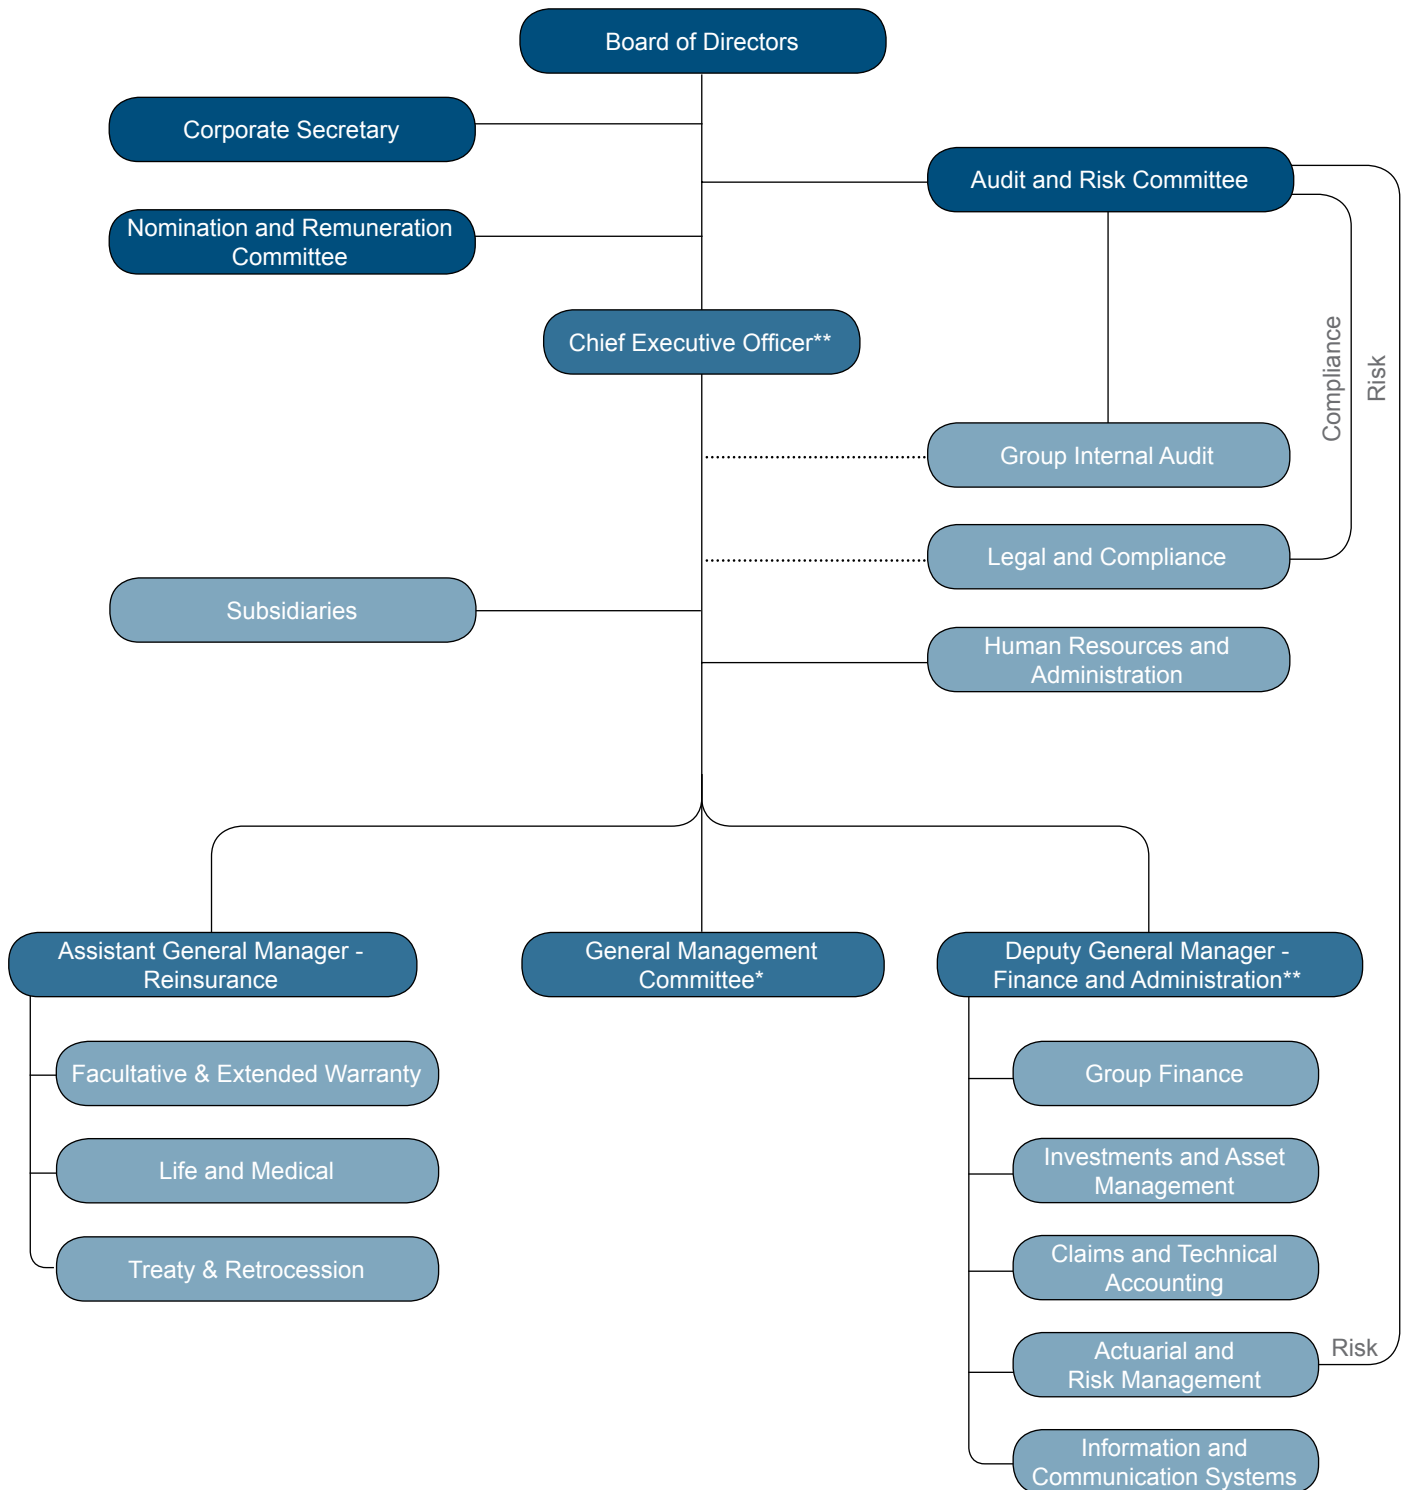 Board of Directors
Corporate Secretary
Audit and Risk Committee
Nomination and Remuneration
Committee
Chief Executive Officer**
Compliance
Risk
Group Internal Audit
Legal and Compliance
Subsidiaries
Human Resources and
Administration
Assistant General Manager -
Reinsurance
General Management
Committee*
Deputy General Manager -
Finance and Administration**
Facultative & Extended Warranty
Life and Medical
Treaty & Retrocession
Group Finance
Investments and Asset
Management
Claims and Technical
Accounting
Actuarial and
Risk Management
Risk
Information and
Communication Systems